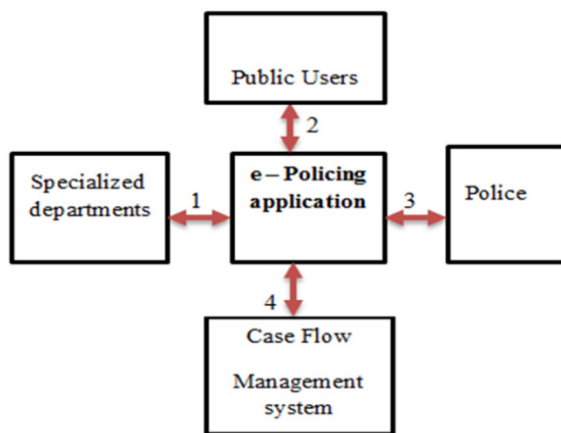 Public Users
2
Specialized
departments
1
e – Policing
application
3
Police
4
Case Flow
Management
system